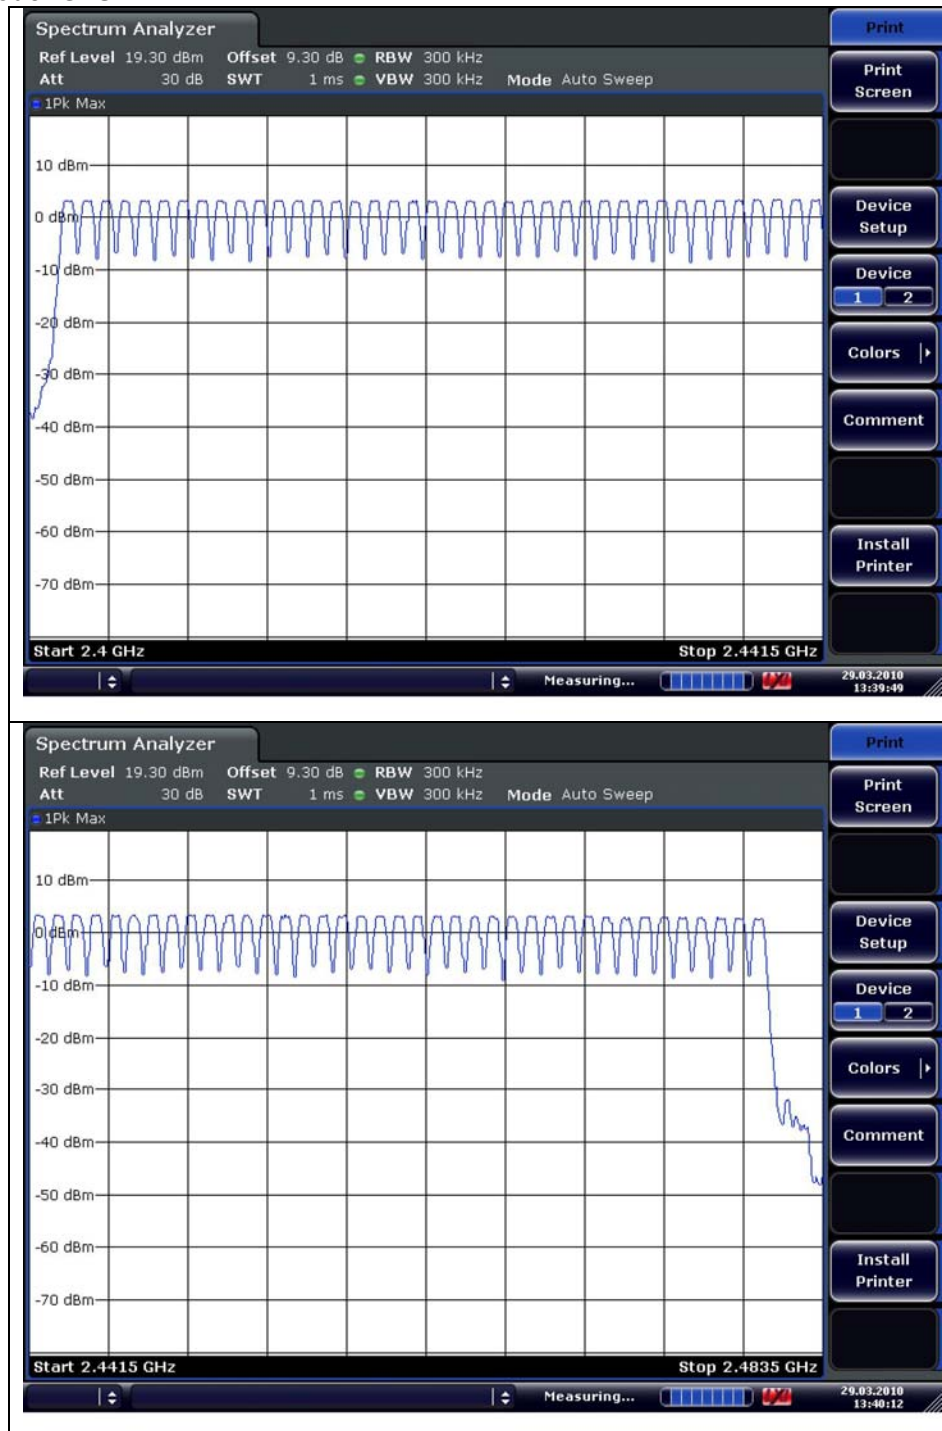 Spectrum Analyzer
Print
Ref Level 19.30 dBm Offset 9.30 dB RBW 300 kHz
Att 30 dB SWT 1 ms VBW 300 kHz Mode Auto Sweep
1Pk Max
Print
Screen
10 dBm
0 dBm
-10 dBm
-20 dBm
-30 dBm
-40 dBm
-50 dBm
-60 dBm
-70 dBm
Device
Setup
Device
1 2
Colors
Comment
Install
Printer
Start 2.4 GHz
Stop 2.4415 GHz
Measuring...
29.03.2010
13:39:49
Spectrum Analyzer
Print
Ref Level 19.30 dBm Offset 9.30 dB RBW 300 kHz
Att 30 dB SWT 1 ms VBW 300 kHz Mode Auto Sweep
1Pk Max
Print
Screen
10 dBm
0 dBm
-10 dBm
-20 dBm
-30 dBm
-40 dBm
-50 dBm
-60 dBm
-70 dBm
Device
Setup
Device
1 2
Colors
Comment
Install
Printer
Start 2.4415 GHz
Stop 2.4835 GHz
Measuring...
29.03.2010
13:40:12